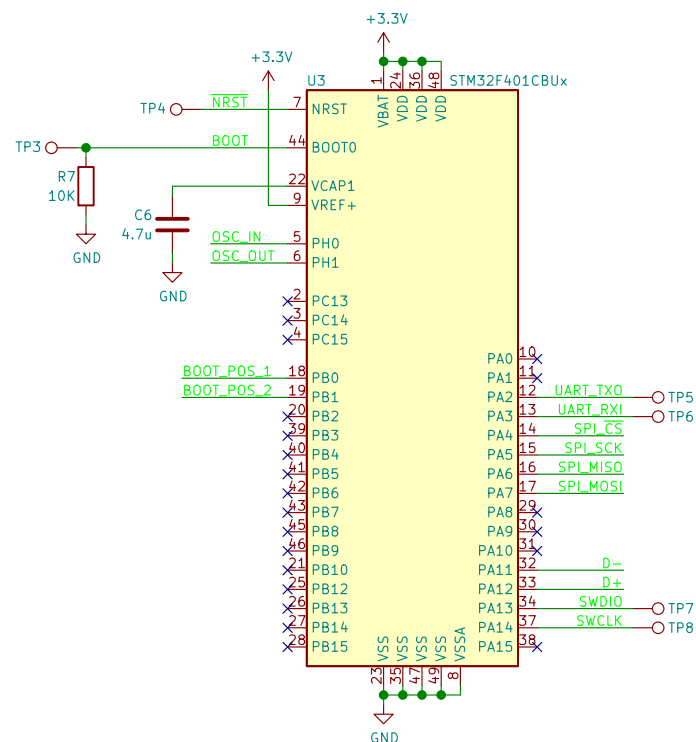 +3.3V
+3.3V
U3
STM32F401CBUx
1
24
36
48
VBAT
VDD
VDD
VDD
TP4
NRST
7
NRST
TP3
BOOT
44
BOOT0
R7
10K
GND
22
VCAP1
9
VREF+
C6
4.7u
GND
OSC_IN
5
PH0
OSC_OUT
6
PH1
2
PC13
3
PC14
4
PC15
BOOT_POS_1
18
PB0
BOOT_POS_2
19
PB1
20
PB2
39
PB3
40
PB4
41
PB5
42
PB6
43
PB7
45
PB8
46
PB9
21
PB10
25
PB12
26
PB13
27
PB14
28
PB15
PA0
10
PA1
11
PA2
12
UART_TXO
TP5
PA3
13
UART_RXI
TP6
PA4
14
SPI_CS
PA5
15
SPI_SCK
PA6
16
SPI_MISO
PA7
17
SPI_MOSI
PA8
29
PA9
30
PA10
31
PA11
32
D-
PA12
33
D+
PA13
34
SWDIO
TP7
PA14
37
SWCLK
TP8
PA15
38
VSS
VSS
VSS
VSS
VSSA
23
35
47
49
8
GND